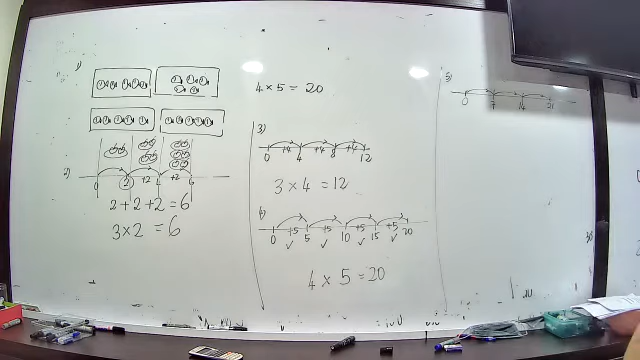 1)
4 × 5 = 20
2)
+2 +2
0 2 4 6
2 + 2 + 2 = 6
3 × 2 = 6
3)
+4 +4 +4
0 4 8 12
3 × 4 = 12
+5 +5 +5 +5
0 5 10 15 20
4 × 5 = 20
5)
0 7 14 21